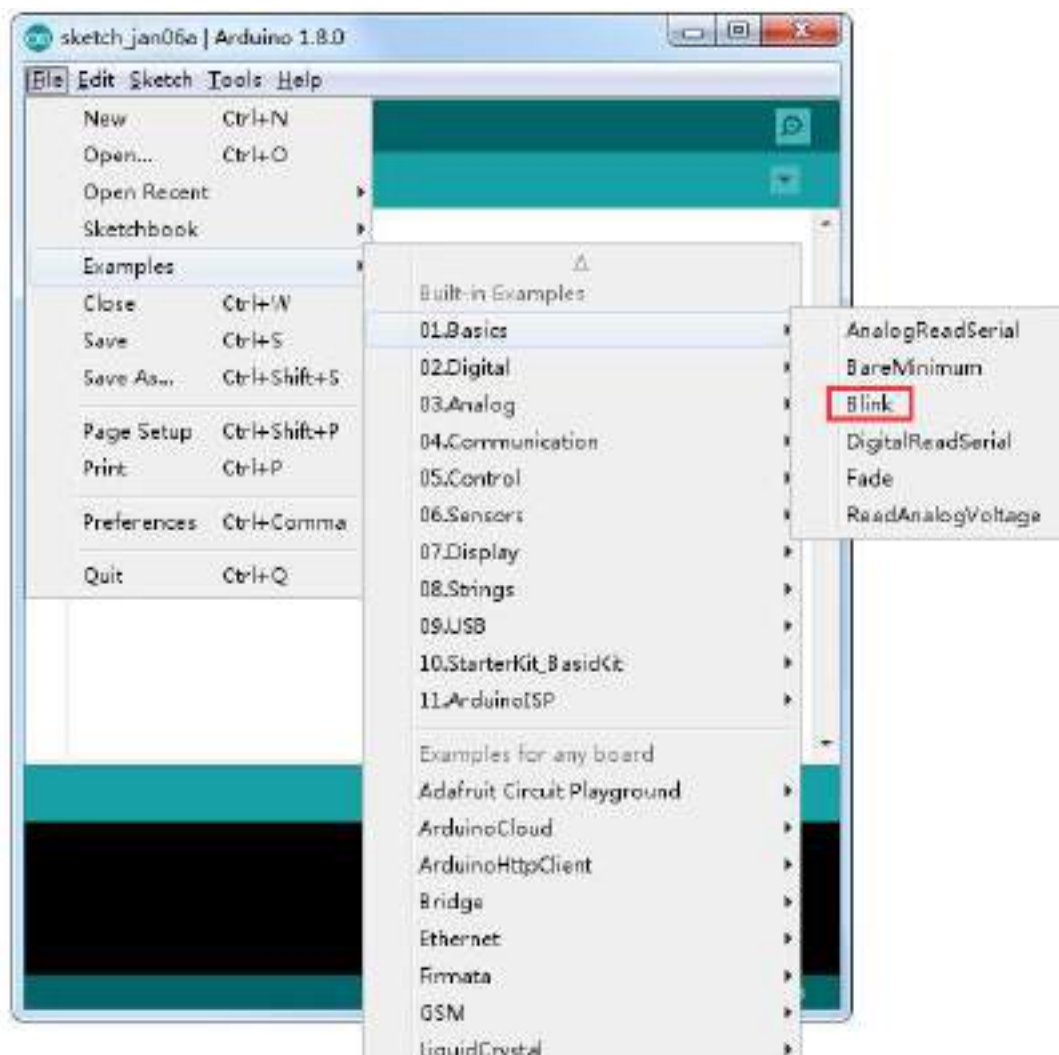 sketch_jan06a | Arduino 1.8.0
File Edit Sketch Tools Help
New Ctrl+N
Open... Ctrl+O
Open Recent
Sketchbook
Examples
Close Ctrl+W
Save Ctrl+S
Save As... Ctrl+Shift+S
Page Setup Ctrl+Shift+P
Print Ctrl+P
Preferences Ctrl+Comma
Quit Ctrl+Q
Built-in Examples
01.Basics
02.Digital
03.Analog
04.Communication
05.Control
06.Sensors
07.Display
08.Strings
09.USB
10.StarterKit_BasicKit
11.ArduinoISP
Examples for any board
Adafruit Circuit Playground
ArduinoCloud
ArduinoHttpClient
Bridge
Ethernet
Firmata
GSM
LiquidCrystal
AnalogReadSerial
BareMinimum
Blink
DigitalReadSerial
Fade
ReadAnalogVoltage